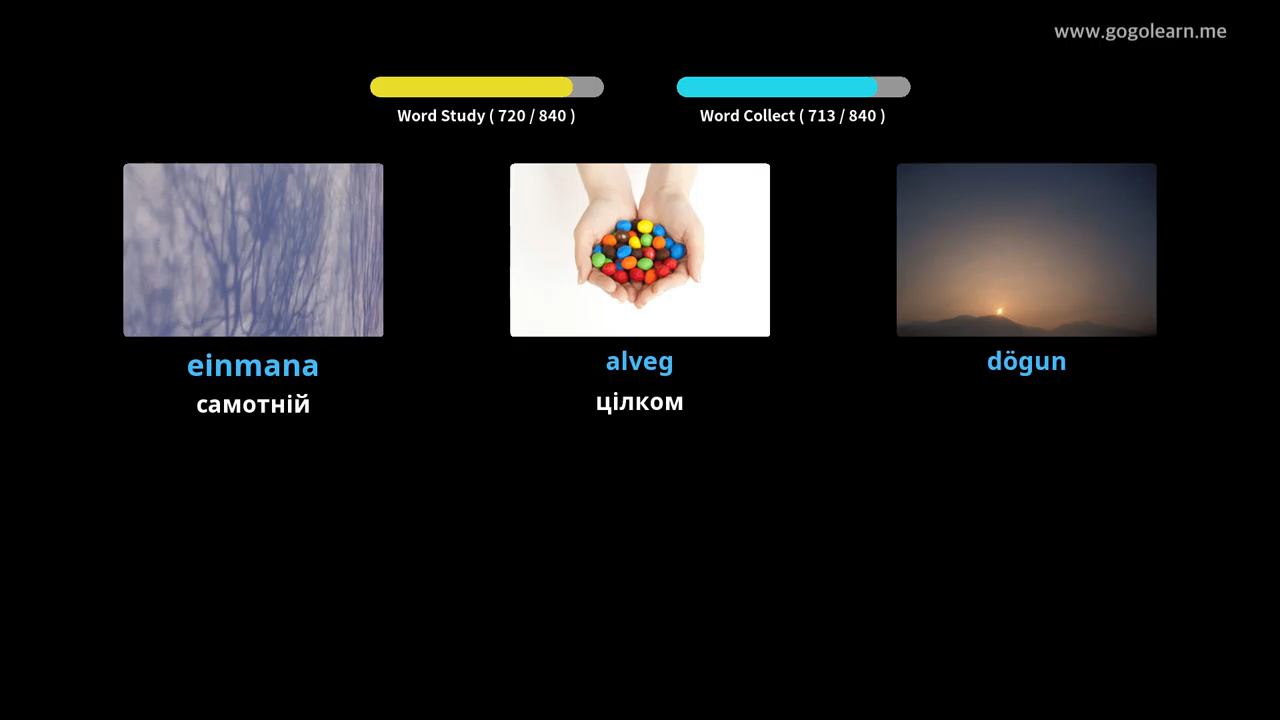 www.gogolearn.me
Word Study ( 720 / 840 )
Word Collect ( 713 / 840 )
einmana
самотній
alveg
цілком
dögun